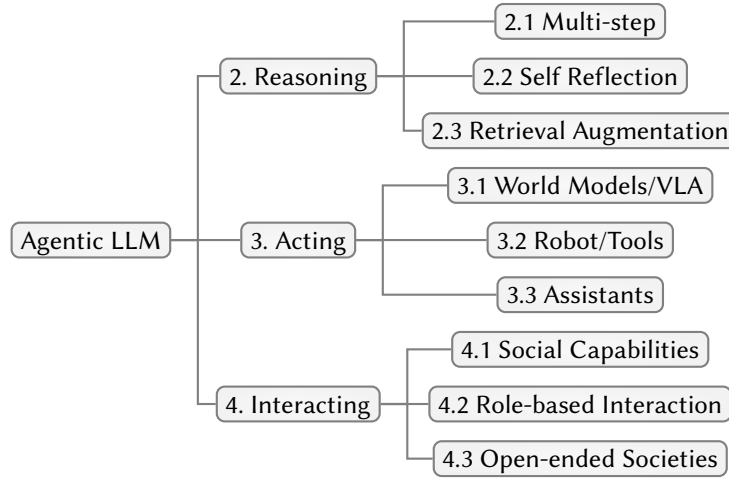 Agentic LLM
2. Reasoning
2.1 Multi-step
2.2 Self Reflection
2.3 Retrieval Augmentation
3. Acting
3.1 World Models/VLA
3.2 Robot/Tools
3.3 Assistants
4. Interacting
4.1 Social Capabilities
4.2 Role-based Interaction
4.3 Open-ended Societies